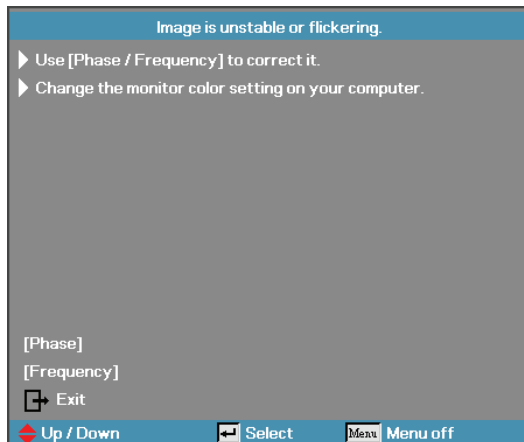 Image is unstable or flickering.
Use [Phase / Frequency] to correct it.
Change the monitor color setting on your computer.
[Phase]
[Frequency]
Exit
Up / Down Select Menu Menu off